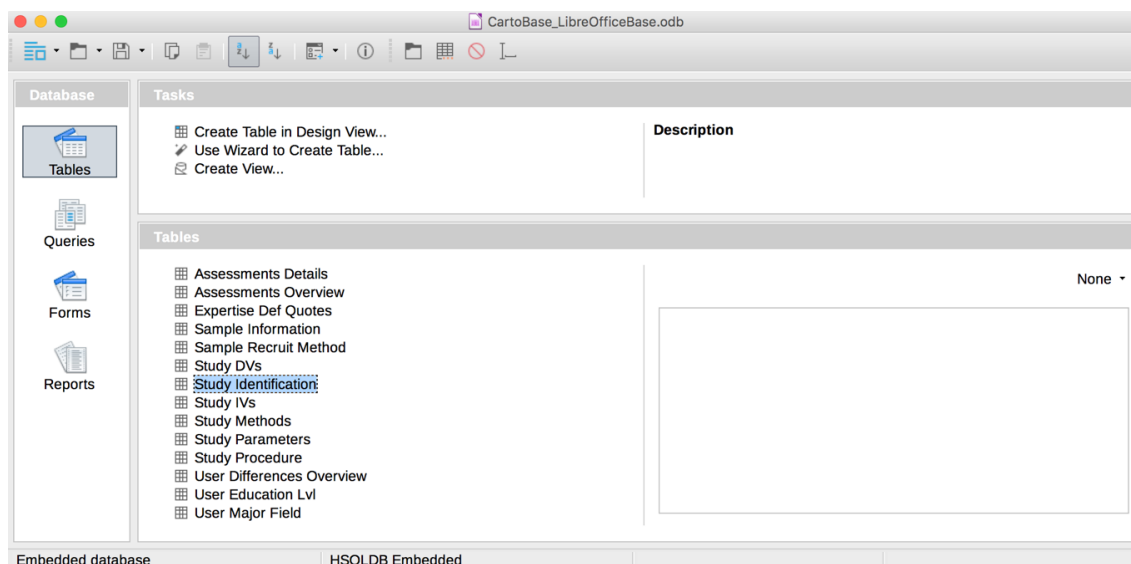 CartoBase_LibreOfficeBase.odb
Database
Tables
Queries
Forms
Reports
Tasks
Create Table in Design View...
Use Wizard to Create Table...
Create View...
Description
Tables
Assessments Details
Assessments Overview
Expertise Def Quotes
Sample Information
Sample Recruit Method
Study DVs
Study Identification
Study IVs
Study Methods
Study Parameters
Study Procedure
User Differences Overview
User Education Lvl
User Major Field
None
Embedded database
HSQLDB Embedded